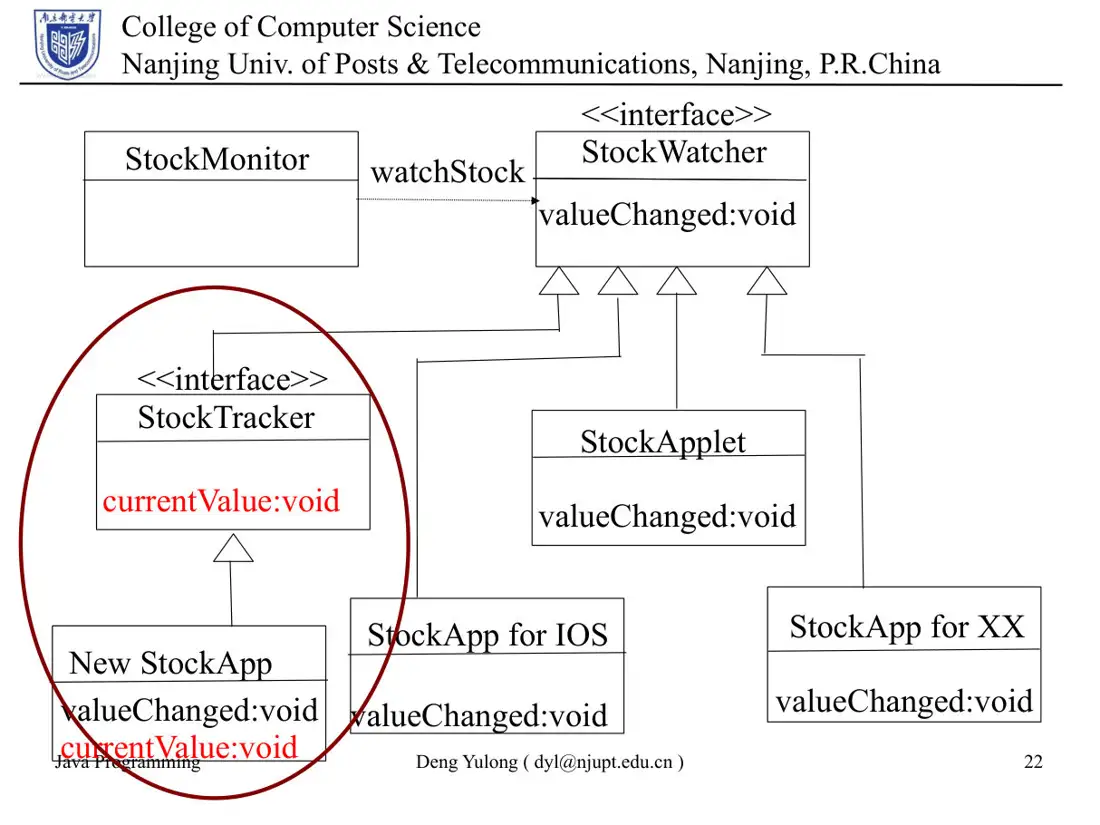 College of Computer Science
Nanjing Univ. of Posts & Telecommunications, Nanjing, P.R.China
<<interface>>
StockMonitor
watchStock
StockWatcher
valueChanged:void
<<interface>>
StockTracker
currentValue:void
StockApplet
valueChanged:void
New StockApp
valueChanged:void
currentValue:void
StockApp for IOS
valueChanged:void
StockApp for XX
valueChanged:void
Java Programming
Deng Yulong ( dyl@njupt.edu.cn )
22